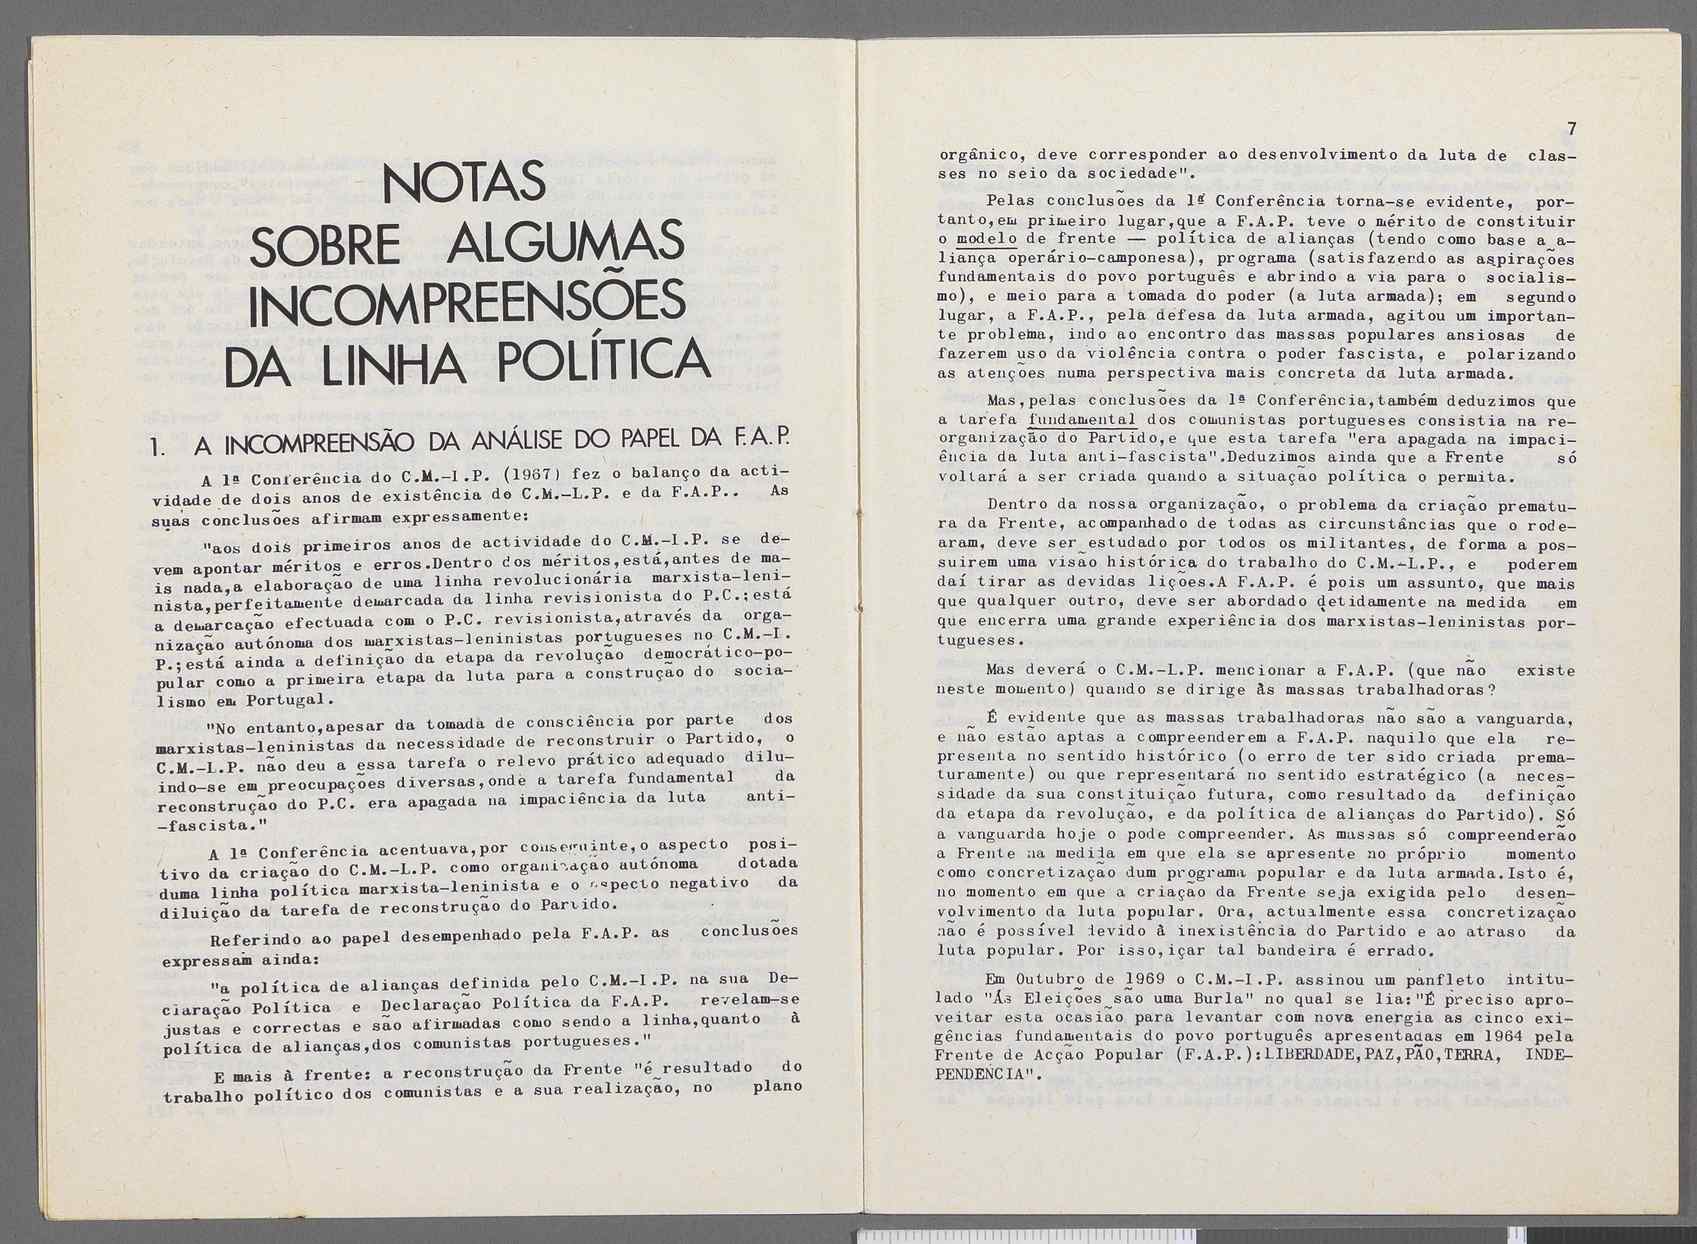 NOTAS
SOBRE ALGUMAS
INCOMPREENSÕES
DA LINHA POLÍTICA
1. A INCOMPREENSÃO DA ANÁLISE DO PAPEL DA F.A.P.
A 1ª Conferência do C.M.-L.P. (1967) fez o balanço da acti-
vidade de dois anos de existência do C.M.-L.P. e da F.A.P.. As
suas conclusões afirmam expressamente:
"aos dois primeiros anos de actividade do C.M.-L.P. se de-
vem apontar méritos e erros.Dentro dos méritos,está,antes de ma-
is nada,a elaboração de uma linha revolucionária marxista-leni-
nista,perfeitamente demarcada da linha revisionista do P.C.;está
a demarcação efectuada com o P.C. revisionista,através da orga-
nização autónoma dos marxistas-leninistas portugueses no C.M.-L.
P.;está ainda a definição da etapa da revolução democrático-po-
pular como a primeira etapa da luta para a construção do socia-
lismo em Portugal.
"No entanto,apesar da tomada de consciência por parte dos
marxistas-leninistas da necessidade de reconstruir o Partido, o
C.M.-L.P. não deu a essa tarefa o relevo prático adequado dilu-
indo-se em preocupações diversas,onde a tarefa fundamental da
reconstrução do P.C. era apagada na impaciência da luta anti-
-fascista."
A 1ª Conferência acentuava,por conseguinte,o aspecto posi-
tivo da criação do C.M.-L.P. como organização autónoma dotada
duma linha política marxista-leninista e o aspecto negativo da
diluição da tarefa de reconstrução do Partido.
Referindo ao papel desempenhado pela F.A.P. as conclusões
expressam ainda:
"a política de alianças definida pelo C.M.-L.P. na sua De-
claração Política e Declaração Política da F.A.P. revelam-se
justas e correctas e são afirmadas como sendo a linha,quanto à
política de alianças,dos comunistas portugueses."
E mais à frente: a reconstrução da Frente "é resultado do
trabalho político dos comunistas e a sua realização, no plano
7
orgânico, deve corresponder ao desenvolvimento da luta de clas-
ses no seio da sociedade".
Pelas conclusões da 1ª Conferência torna-se evidente, por-
tanto,em primeiro lugar,que a F.A.P. teve o mérito de constituir
o modelo de frente — política de alianças (tendo como base a a-
liança operário-camponesa), programa (satisfazendo as aspirações
fundamentais do povo português e abrindo a via para o socialis-
mo), e meio para a tomada do poder (a luta armada); em segundo
lugar, a F.A.P., pela defesa da luta armada, agitou um importan-
te problema, indo ao encontro das massas populares ansiosas de
fazerem uso da violência contra o poder fascista, e polarizando
as atenções numa perspectiva mais concreta da luta armada.
Mas,pelas conclusões da 1ª Conferência,também deduzimos que
a tarefa fundamental dos comunistas portugueses consistia na re-
organização do Partido,e que esta tarefa "era apagada na impaci-
ência da luta anti-fascista".Deduzimos ainda que a Frente só
voltará a ser criada quando a situação política o permita.
Dentro da nossa organização, o problema da criação prematu-
ra da Frente, acompanhado de todas as circunstâncias que o rode-
aram, deve ser estudado por todos os militantes, de forma a pos-
suirem uma visão histórica do trabalho do C.M.-L.P., e poderem
daí tirar as devidas lições.A F.A.P. é pois um assunto, que mais
que qualquer outro, deve ser abordado detidamente na medida em
que encerra uma grande experiência dos marxistas-leninistas por-
tugueses.
Mas deverá o C.M.-L.P. mencionar a F.A.P. (que não existe
neste momento) quando se dirige às massas trabalhadoras?
É evidente que as massas trabalhadoras não são a vanguarda,
e não estão aptas a compreenderem a F.A.P. naquilo que ela re-
presenta no sentido histórico (o erro de ter sido criada prema-
turamente) ou que representará no sentido estratégico (a neces-
sidade da sua constituição futura, como resultado da definição
da etapa da revolução, e da política de alianças do Partido). Só
a vanguarda hoje o pode compreender. As massas só compreenderão
a Frente na medida em que ela se apresente no próprio momento
como concretização dum programa popular e da luta armada.Isto é,
no momento em que a criação da Frente seja exigida pelo desen-
volvimento da luta popular. Ora, actualmente essa concretização
não é possível devido à inexistência do Partido e ao atraso da
luta popular. Por isso,içar tal bandeira é errado.
Em Outubro de 1969 o C.M.-L.P. assinou um panfleto intitu-
lado "As Eleições são uma Burla" no qual se lia:"É preciso apro-
veitar esta ocasião para levantar com nova energia as cinco exi-
gências fundamentais do povo português apresentadas em 1964 pela
Frente de Acção Popular (F.A.P.):LIBERDADE,PAZ,PÃO,TERRA, INDE-
PENDENCIA".